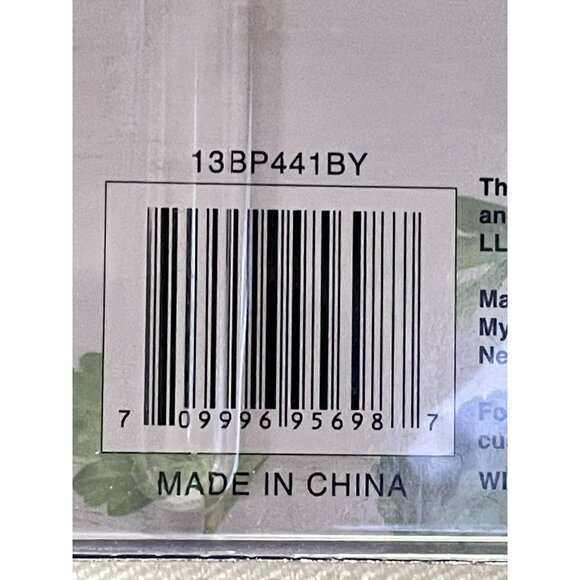 13BP441BY
7 09996 95698 7
MADE IN CHINA
Th
an
LL
Ma
My
Ne
Fo
cu
WI